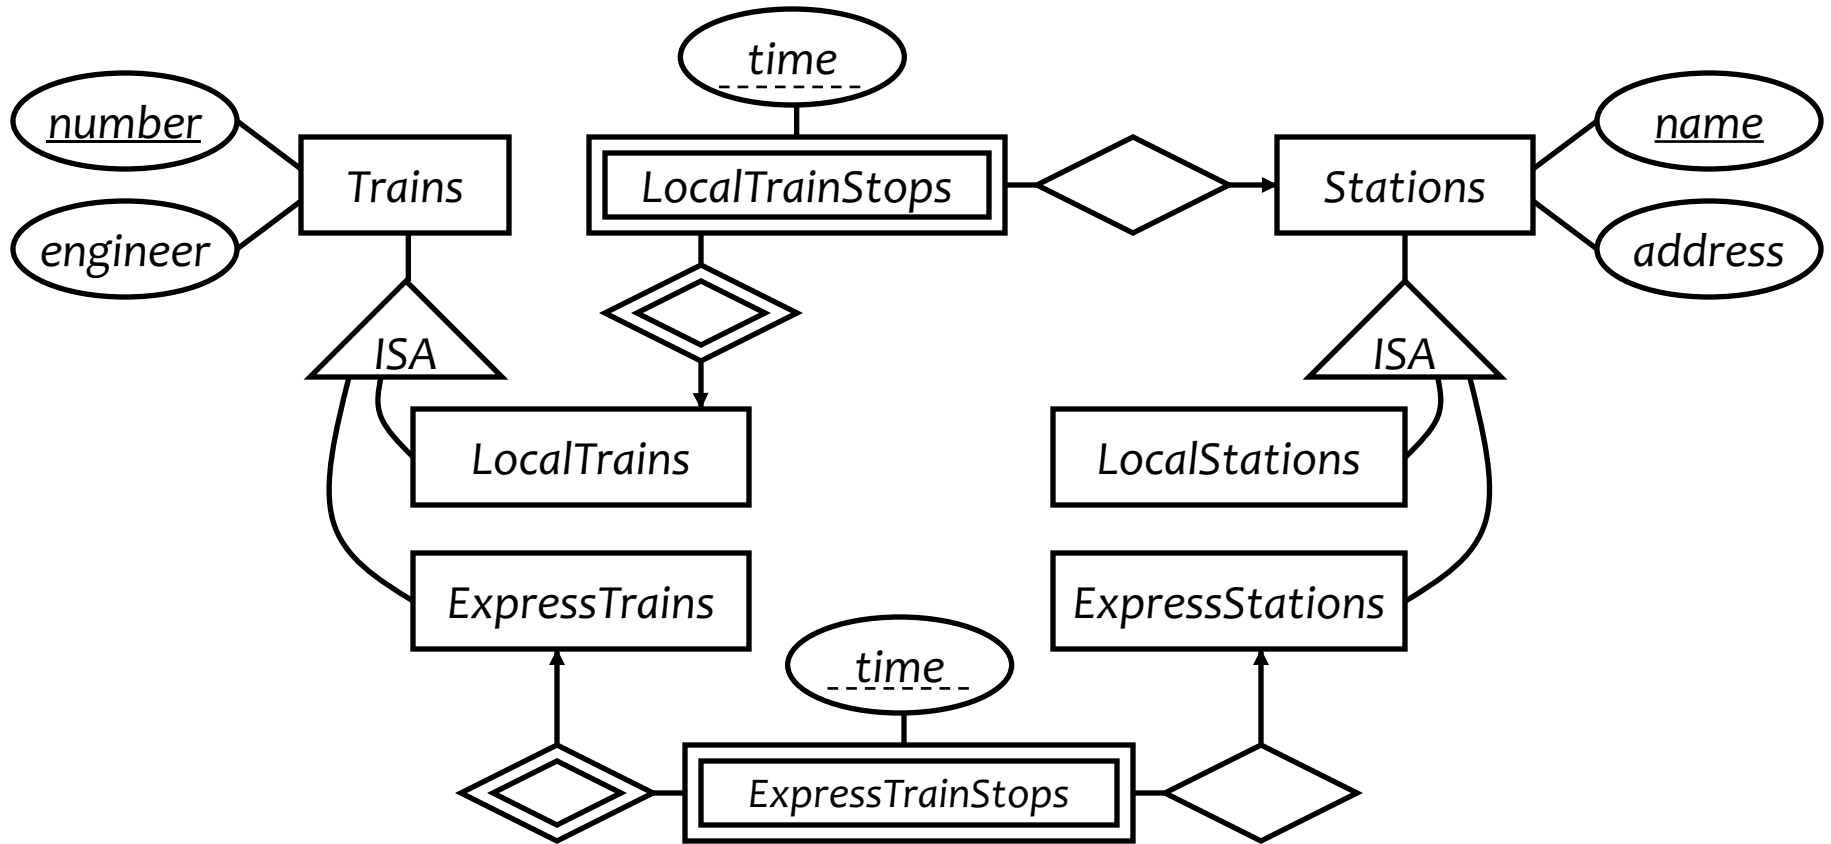 time
number
name
Trains
LocalTrainStops
Stations
engineer
address
ISA
ISA
LocalTrains
LocalStations
ExpressTrains
ExpressStations
time
ExpressTrainStops